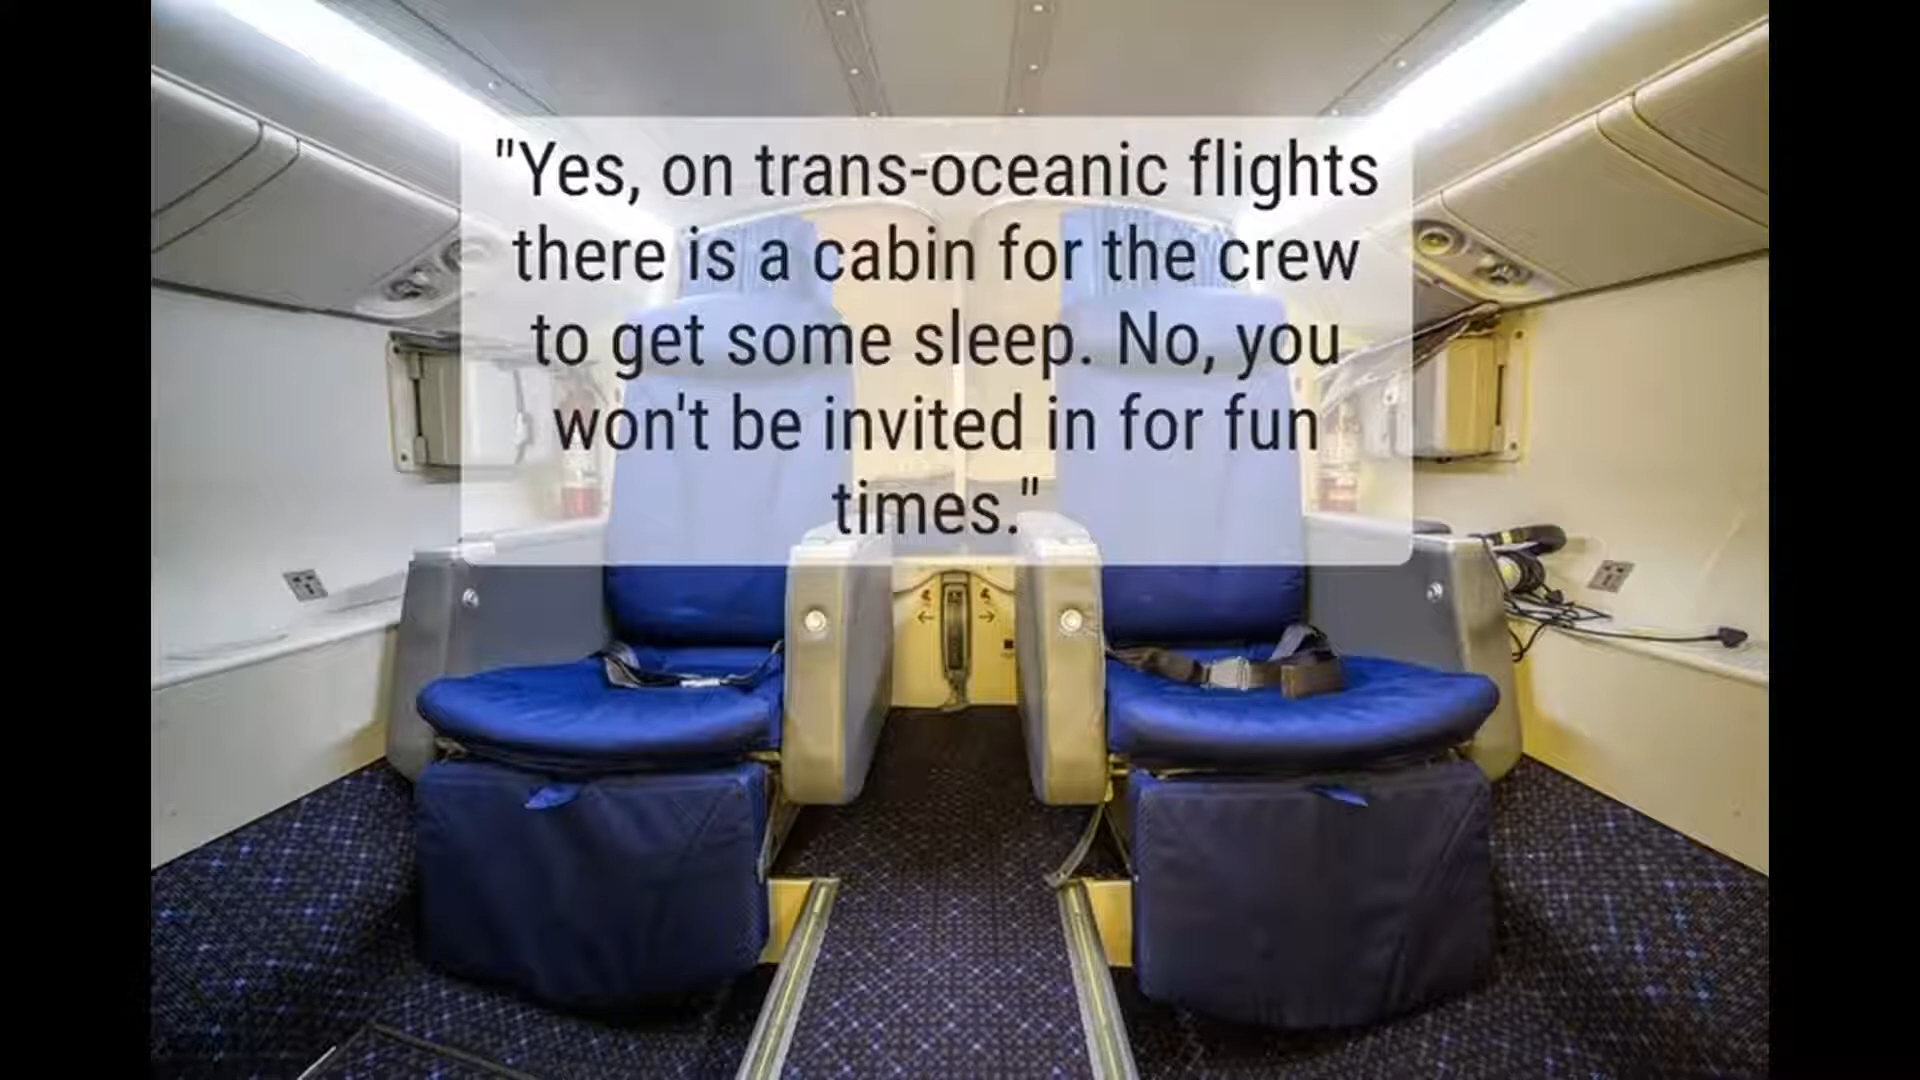 "Yes, on trans-oceanic flights
there is a cabin for the crew
to get some sleep. No, you
won't be invited in for fun
times."